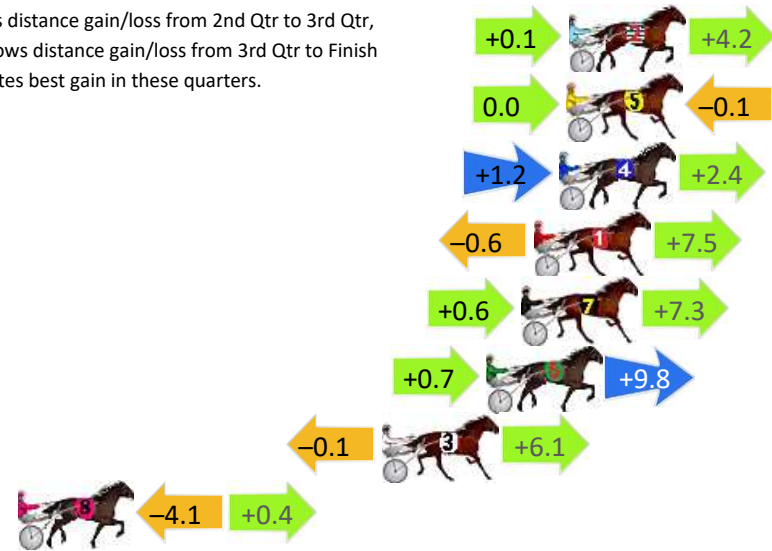 s distance gain/loss from 2nd Qtr to 3rd Qtr,
ows distance gain/loss from 3rd Qtr to Finish
tes best gain in these quarters.
+0.1 2 +4.2
0.0 5 –0.1
+1.2 4 +2.4
–0.6 1 +7.5
+0.6 7 +7.3
+0.7 6 +9.8
–0.1 3 +6.1
8 –4.1 +0.4